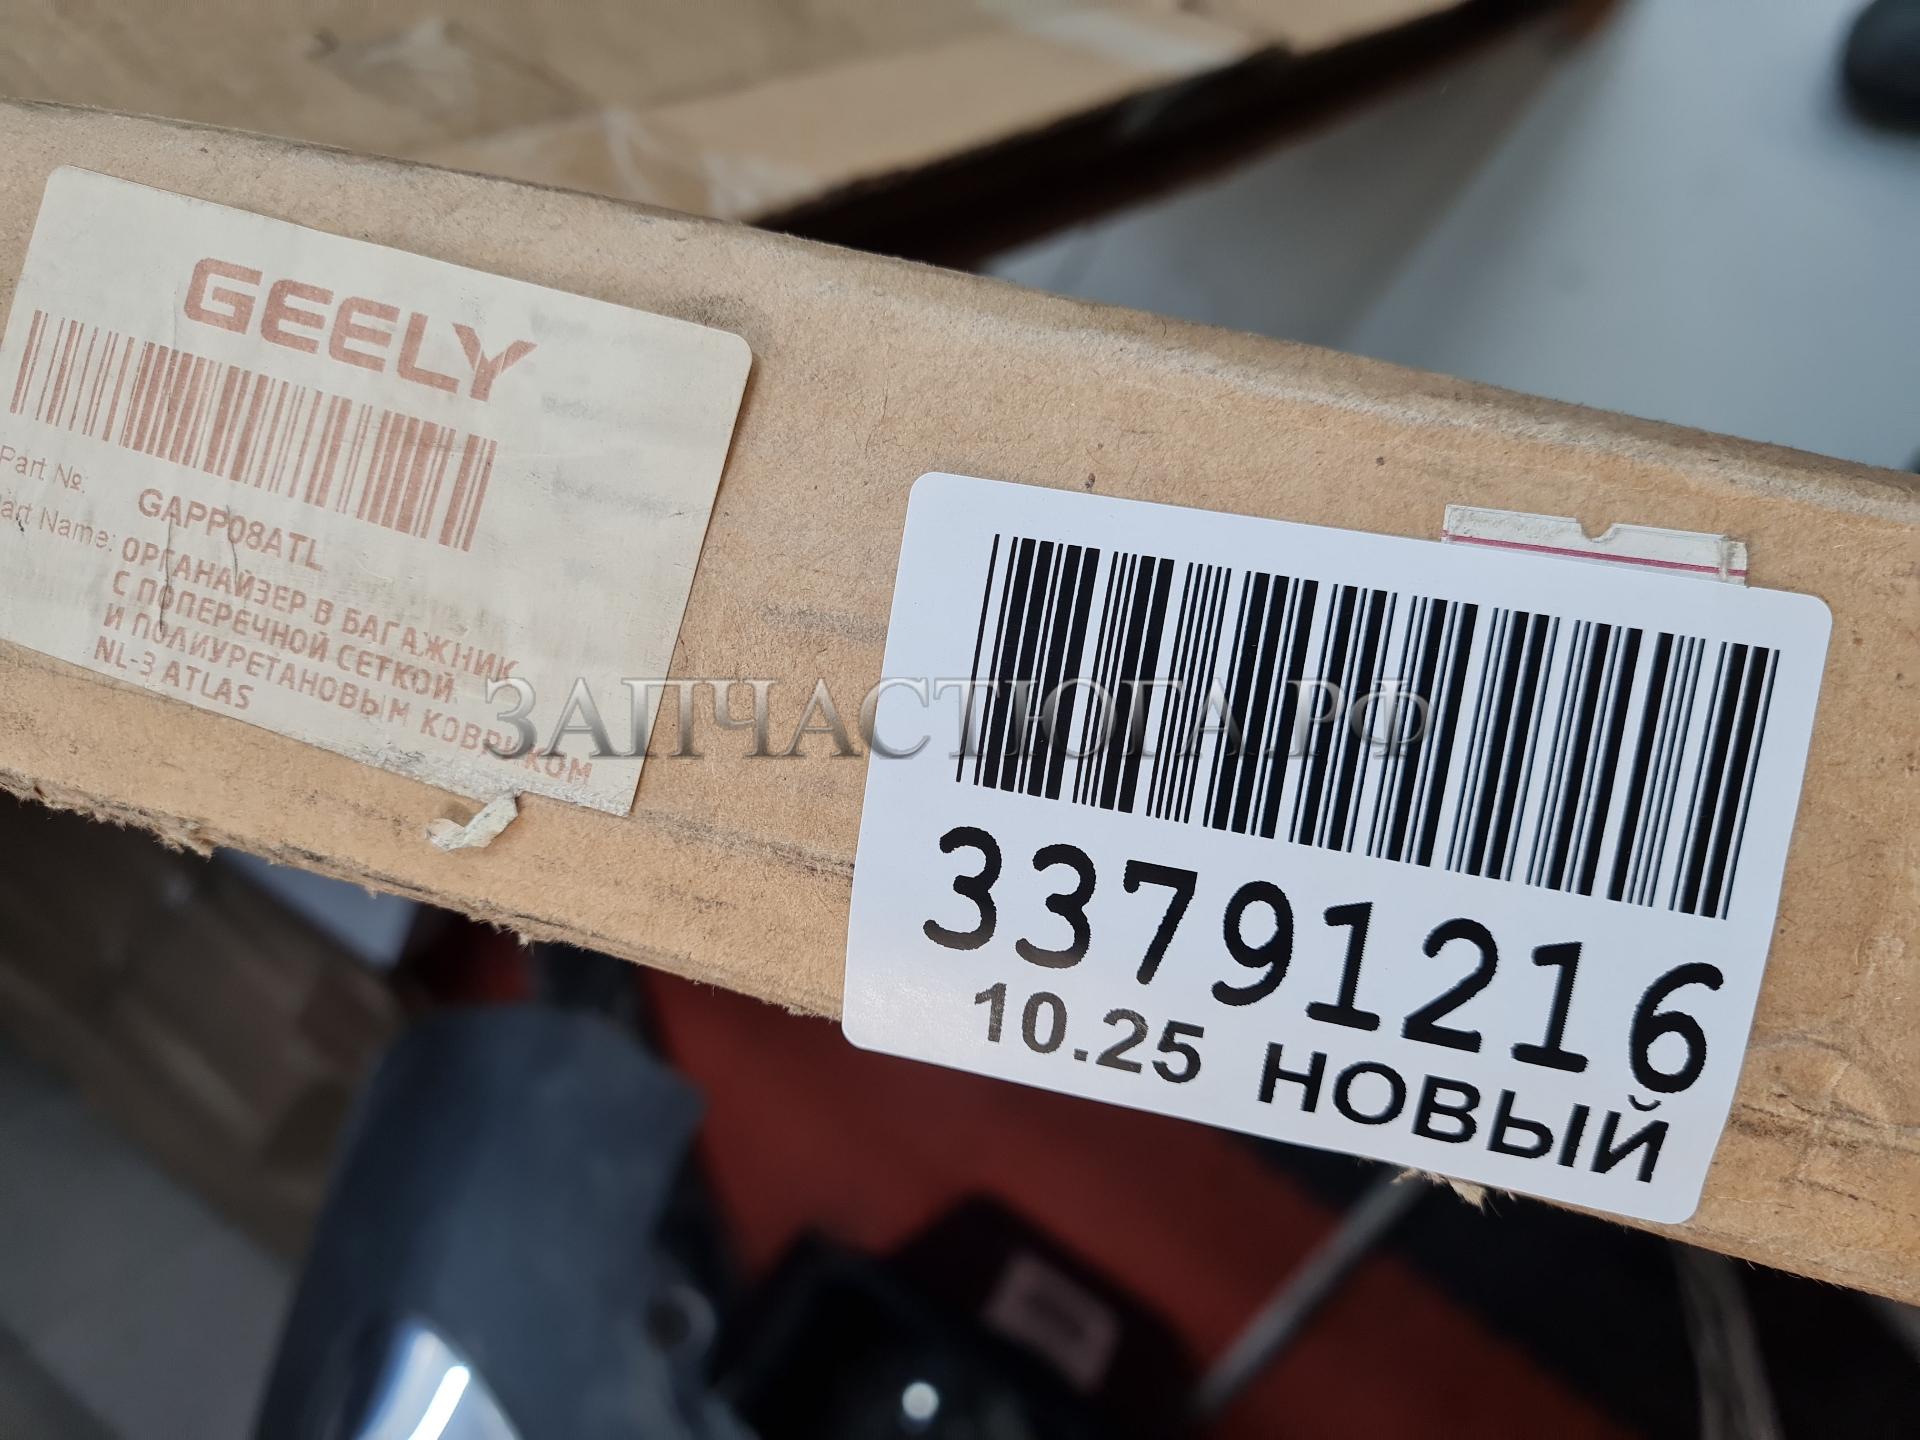 GEELY
Part №:
GAPP08ATL
Part Name:
ОРГАНАЙЗЕР В БАГАЖНИК
С ПОПЕРЕЧНОЙ СЕТКОЙ
И ПОЛИУРЕТАНОВЫМ КОВРИКОМ
NL-3 ATLAS
ЗАПЧАСТЮГА.РФ
33791216
10.25 НОВЫЙ